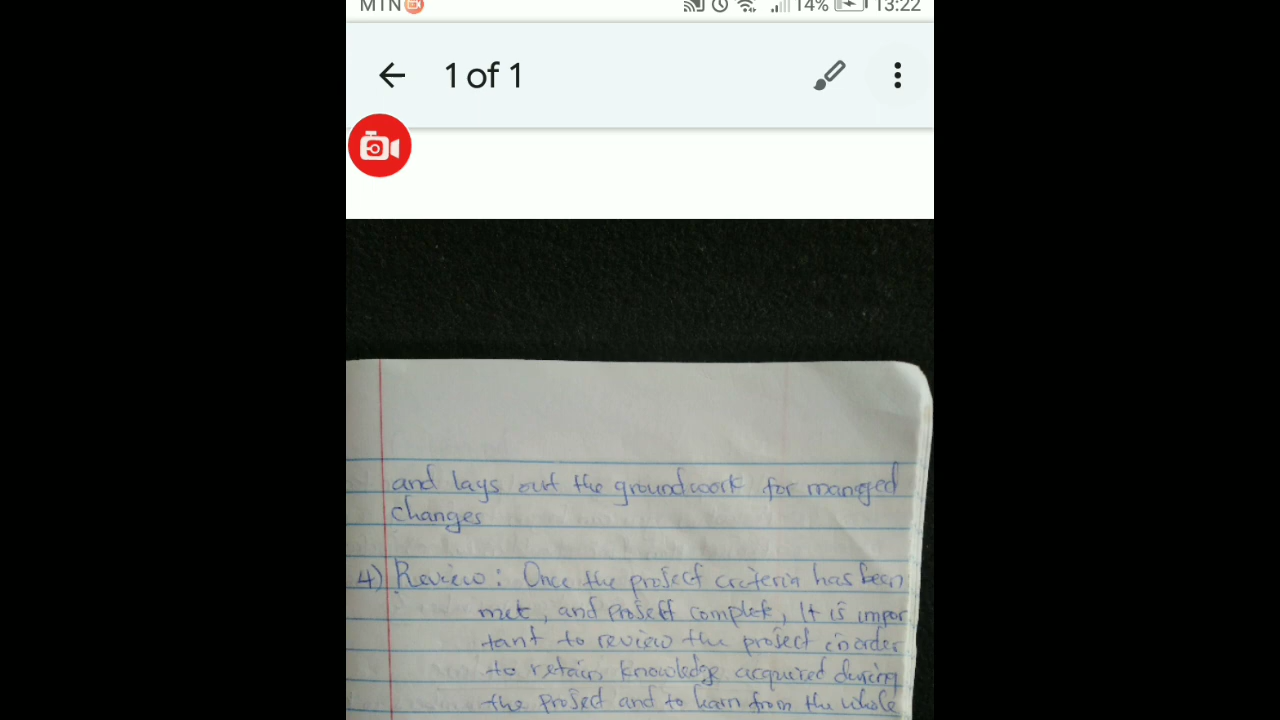 MTN 14% 13:22
1 of 1
and lays out the groundwork for managed
changes
4) Review: Once the project criteria has been
met, and project complete, It is impor
tant to review the project inorder
to retain knowledge acquired during
the project and to learn from the whole